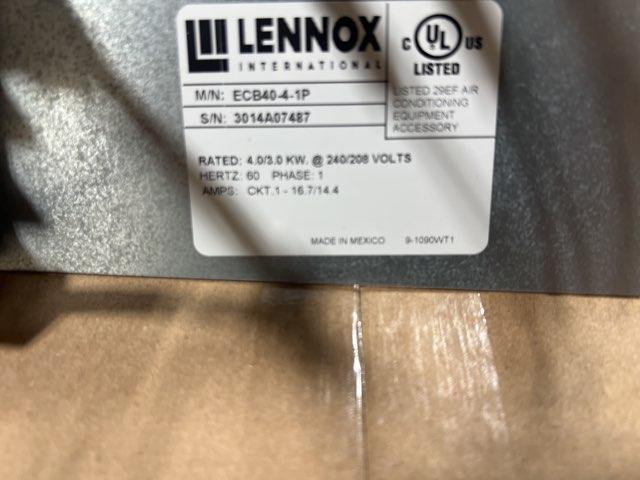 LENNOX
INTERNATIONAL
C UL US
LISTED
M/N: ECB40-4-1P
S/N: 3014A07487
LISTED 29EF AIR
CONDITIONING
EQUIPMENT
ACCESSORY
RATED: 4.0/3.0 KW. @ 240/208 VOLTS
HERTZ: 60 PHASE: 1
AMPS: CKT.1 - 16.7/14.4
MADE IN MEXICO 9-1090VVT1